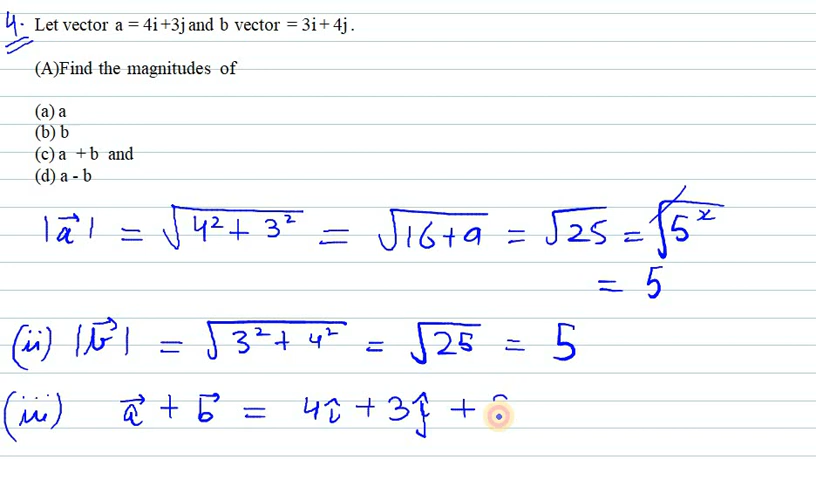 4. Let vector a = 4i+3j and b vector = 3i+ 4j.
(A)Find the magnitudes of
(a) a
(b) b
(c) a + b and
(d) a - b
|a⃗| = √(4² + 3²) = √(16+9) = √25 = √5²
= 5
(ii) |b⃗| = √(3² + 4²) = √25 = 5
(iii) a⃗ + b⃗ = 4î + 3ĵ +